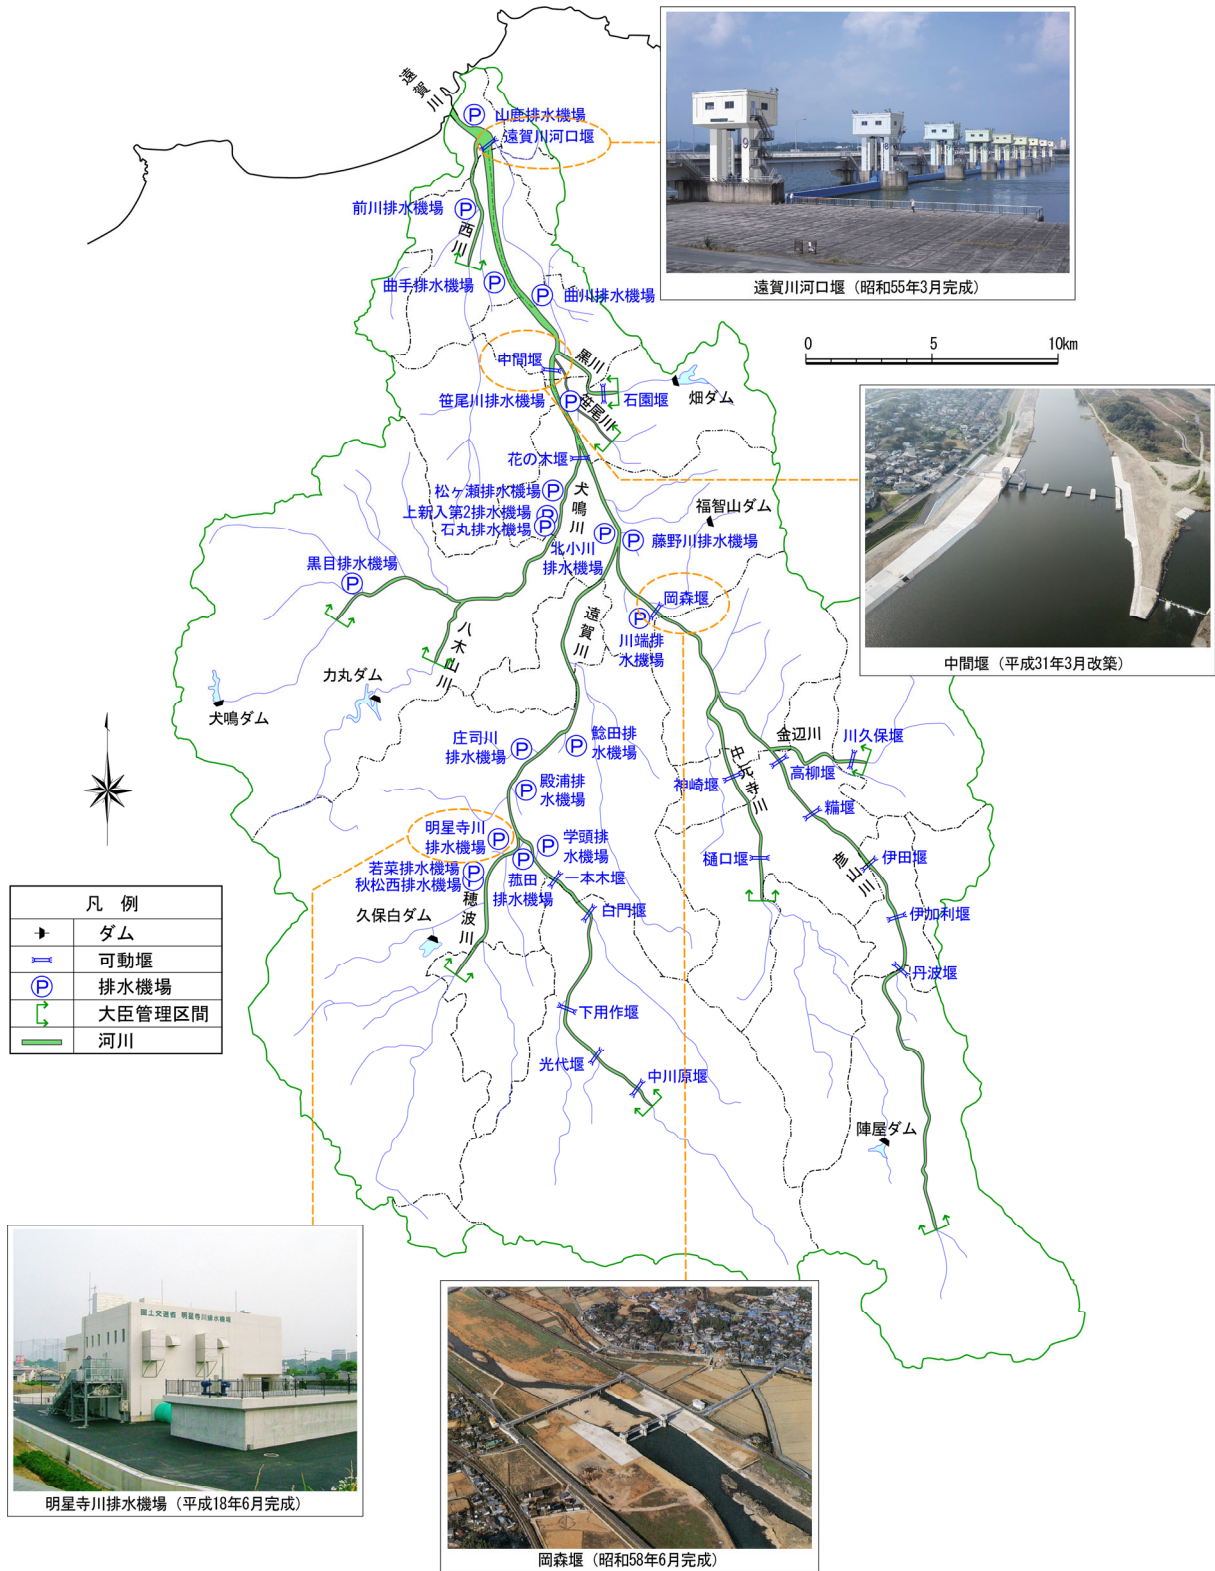 遠賀川
山鹿排水機場
遠賀川河口堰
前川排水機場
西川
曲手排水機場
曲川排水機場
遠賀川河口堰（昭和55年3月完成）
0 5 10km
中間堰
黒川
石園堰
畑ダム
笹尾川排水機場
笹尾川
花の木堰
松ヶ瀬排水機場
犬鳴川
上新入第2排水機場
石丸排水機場
福智山ダム
北小川
排水機場
藤野川排水機場
中間堰（平成31年3月改築）
黒目排水機場
岡森堰
川端排
水機場
遠賀川
八木山川
力丸ダム
犬鳴ダム
庄司川
排水機場
鯰田排
水機場
金辺川
川久保堰
高柳堰
中元寺川
神崎堰
殿浦排
水機場
糒堰
明星寺川
排水機場
学頭排
水機場
伊田堰
彦山川
樋口堰
若菜排水機場
秋松西排水機場
菰田
排水機場
一本木堰
穂波川
白門堰
伊加利堰
久保白ダム
丹波堰
下用作堰
光代堰
中川原堰
陣屋ダム
凡 例
ダム
可動堰
P 排水機場
大臣管理区間
河川
国土交通省 明星寺川排水機場
明星寺川排水機場（平成18年6月完成）
岡森堰（昭和58年6月完成）